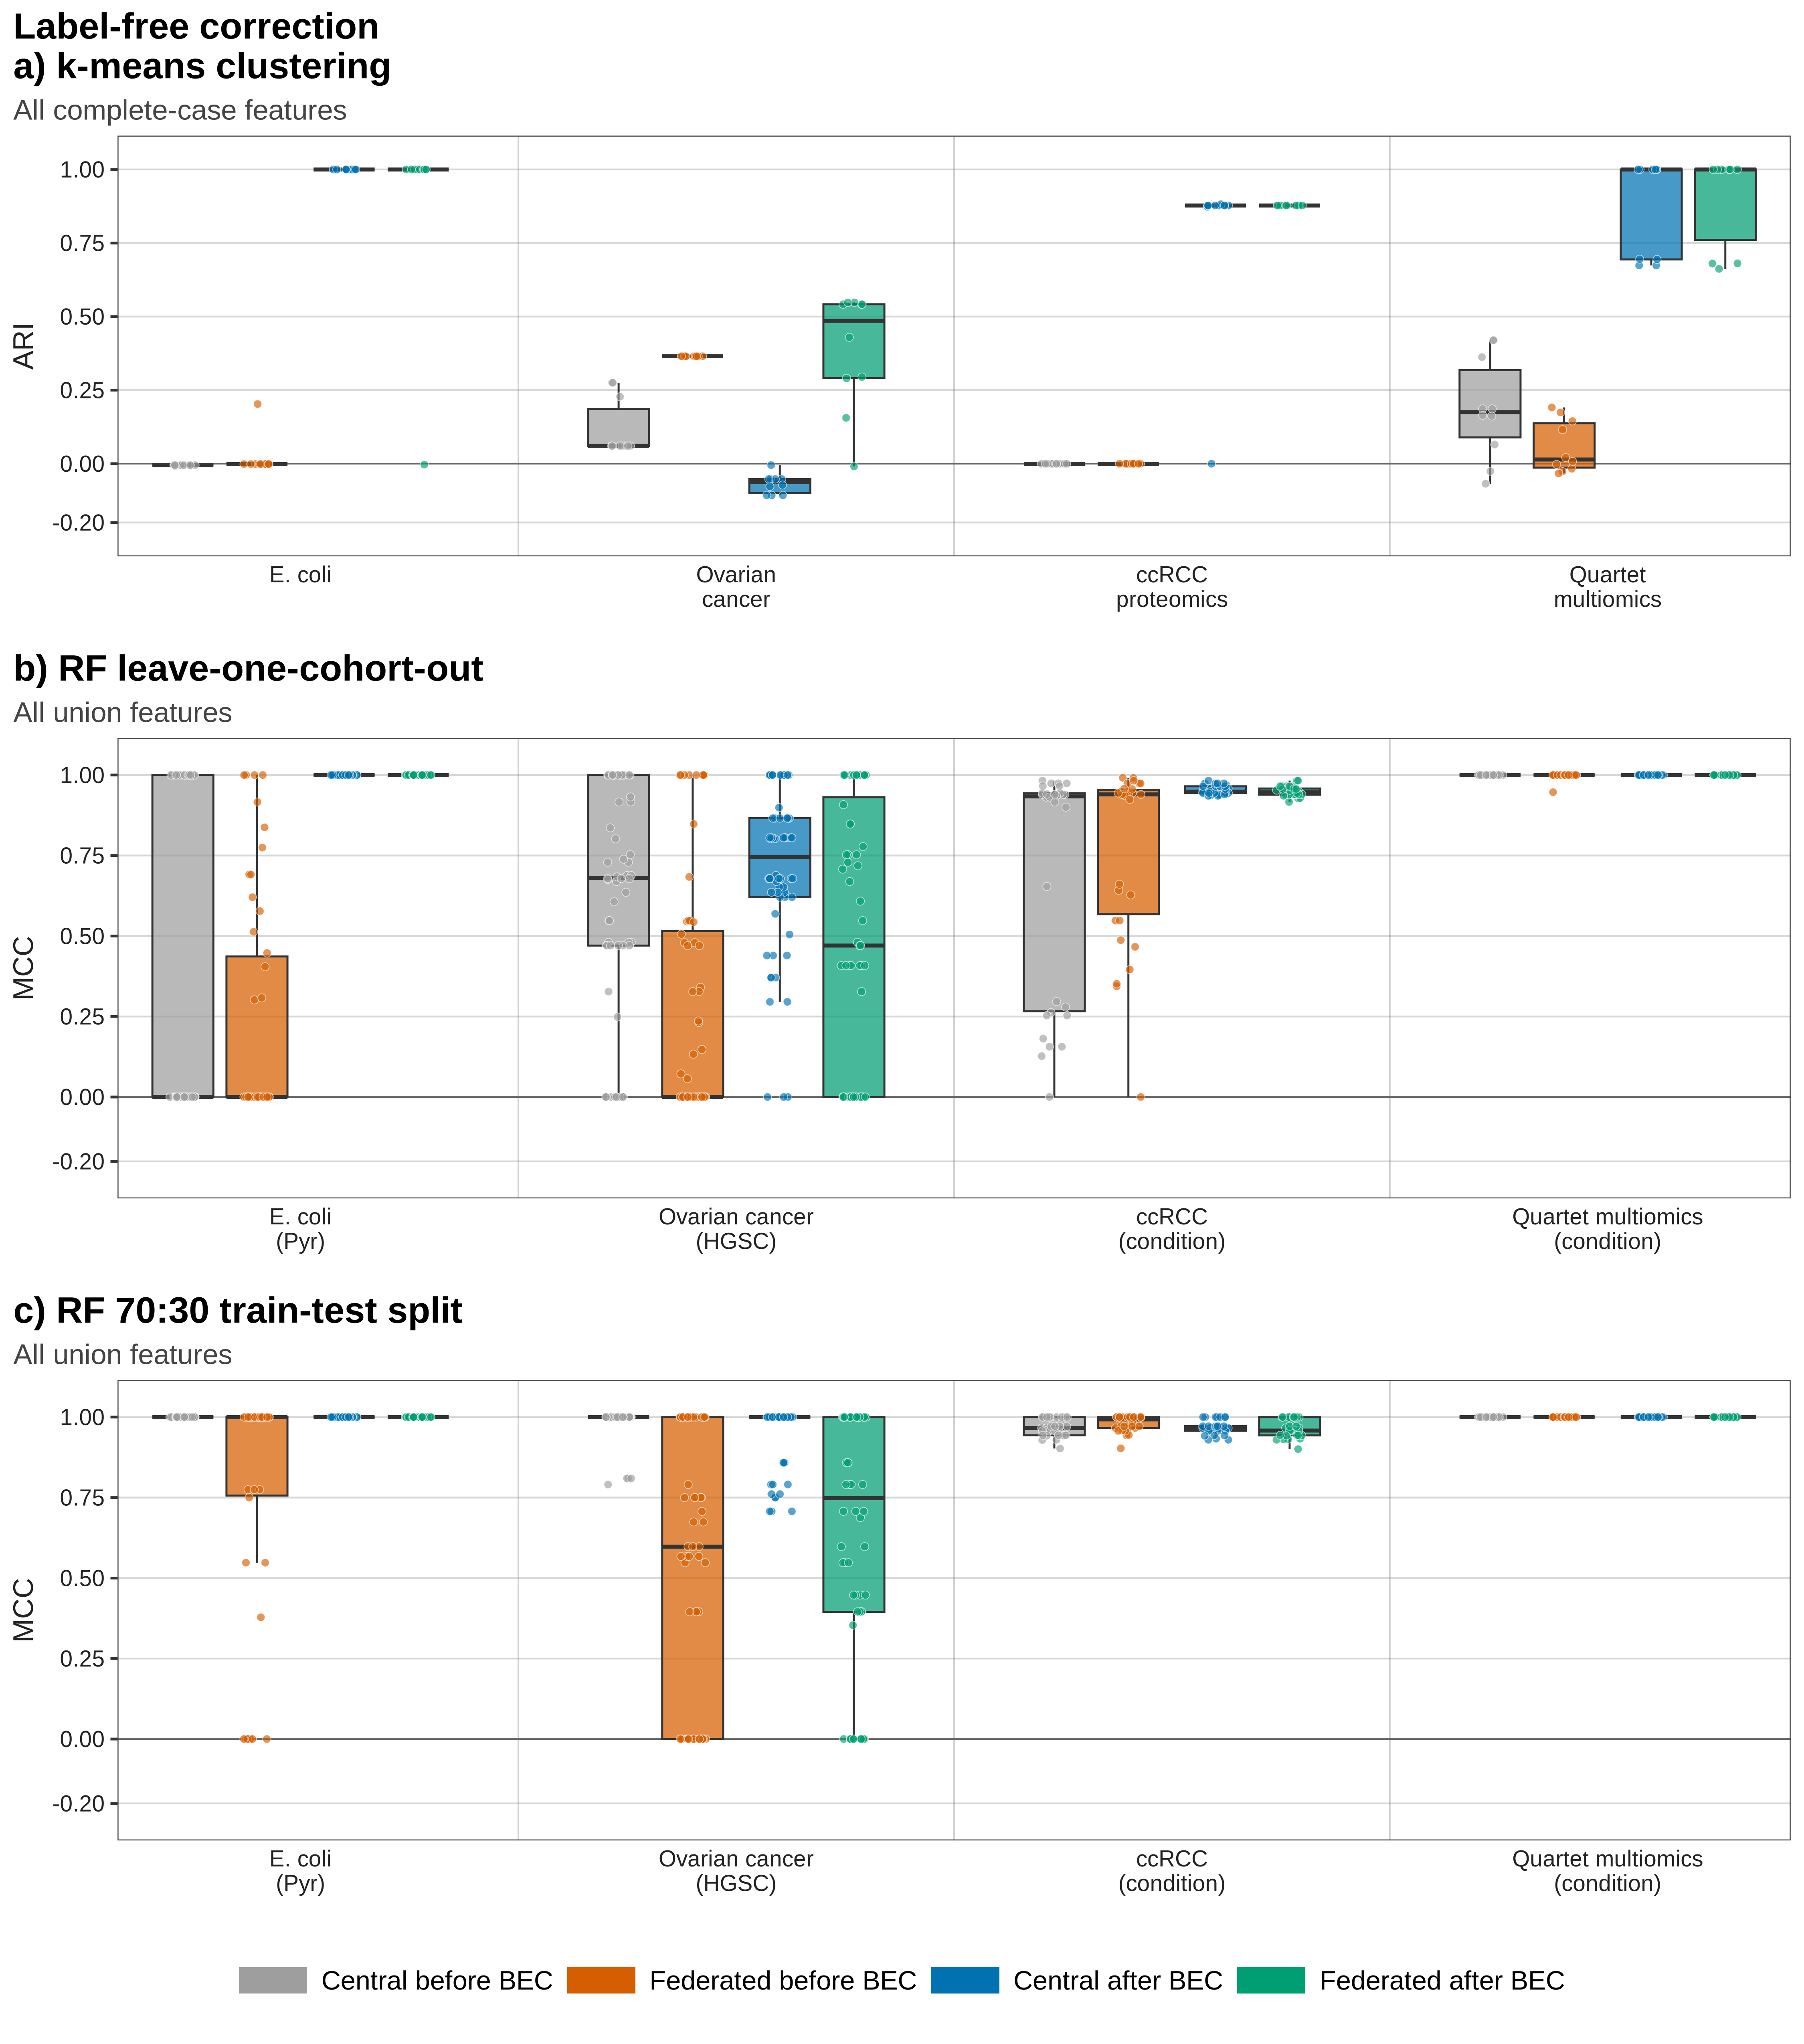 Label-free correction
a) k-means clustering
All complete-case features
ARI
1.00
0.75
0.50
0.25
0.00
-0.20
E. coli
Ovarian
cancer
ccRCC
proteomics
Quartet
multiomics
b) RF leave-one-cohort-out
All union features
MCC
1.00
0.75
0.50
0.25
0.00
-0.20
E. coli
(Pyr)
Ovarian cancer
(HGSC)
ccRCC
(condition)
Quartet multiomics
(condition)
c) RF 70:30 train-test split
All union features
MCC
1.00
0.75
0.50
0.25
0.00
-0.20
E. coli
(Pyr)
Ovarian cancer
(HGSC)
ccRCC
(condition)
Quartet multiomics
(condition)
Central before BEC
Federated before BEC
Central after BEC
Federated after BEC